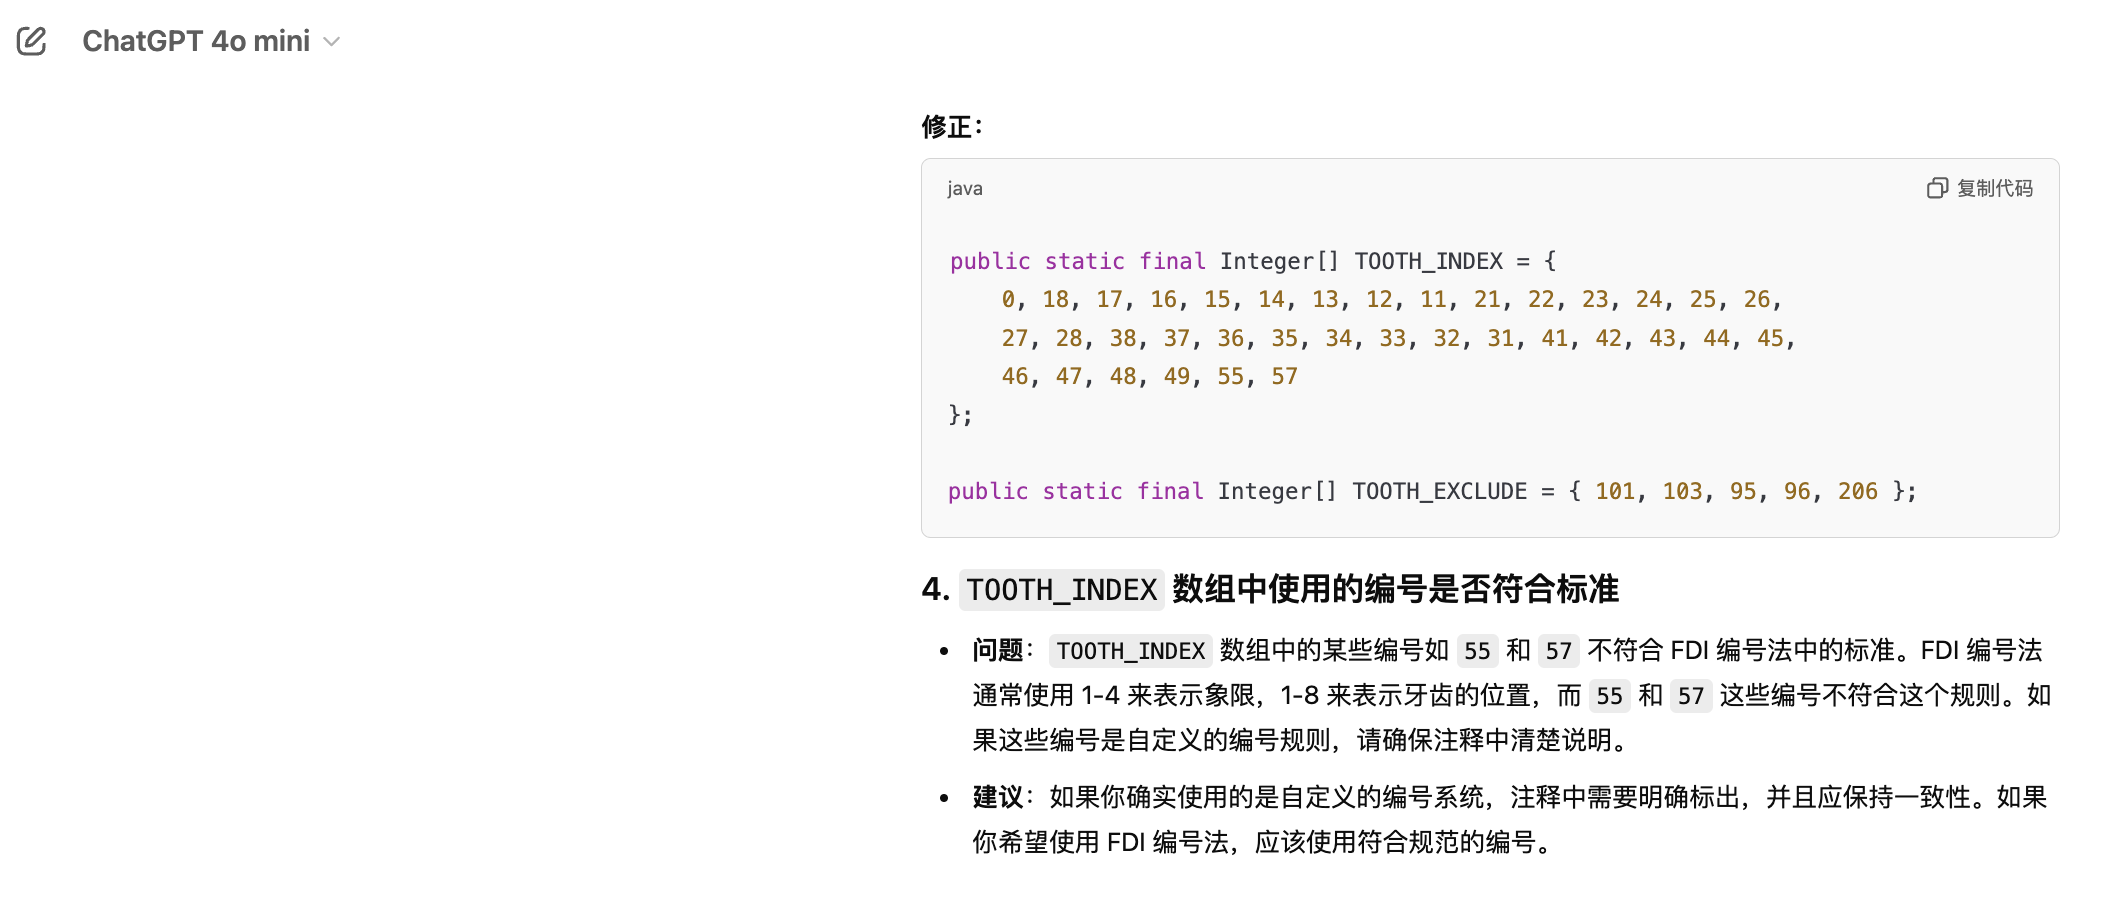 ChatGPT 4o mini
修正：
java
复制代码
public static final Integer[] TOOTH_INDEX = {
0, 18, 17, 16, 15, 14, 13, 12, 11, 21, 22, 23, 24, 25, 26,
27, 28, 38, 37, 36, 35, 34, 33, 32, 31, 41, 42, 43, 44, 45,
46, 47, 48, 49, 55, 57
};
public static final Integer[] TOOTH_EXCLUDE = { 101, 103, 95, 96, 206 };
4. TOOTH_INDEX 数组中使用的编号是否符合标准
• 问题：TOOTH_INDEX 数组中的某些编号如 55 和 57 不符合 FDI 编号法中的标准。FDI 编号法
通常使用 1-4 来表示象限，1-8 来表示牙齿的位置，而 55 和 57 这些编号不符合这个规则。如
果这些编号是自定义的编号规则，请确保注释中清楚说明。
• 建议：如果你确实使用的是自定义的编号系统，注释中需要明确标出，并且应保持一致性。如果
你希望使用 FDI 编号法，应该使用符合规范的编号。